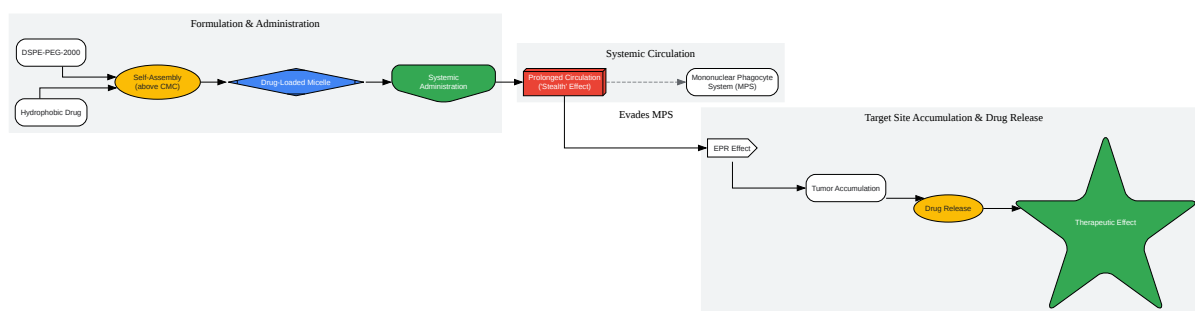 Formulation & Administration
DSPE-PEG-2000
Hydrophobic Drug
Self-Assembly
(above CMC)
Drug-Loaded Micelle
Systemic
Administration
Systemic Circulation
Prolonged Circulation
('Stealth' Effect)
Mononuclear Phagocyte
System (MPS)
Evades MPS
Target Site Accumulation & Drug Release
EPR Effect
Tumor Accumulation
Drug Release
Therapeutic Effect